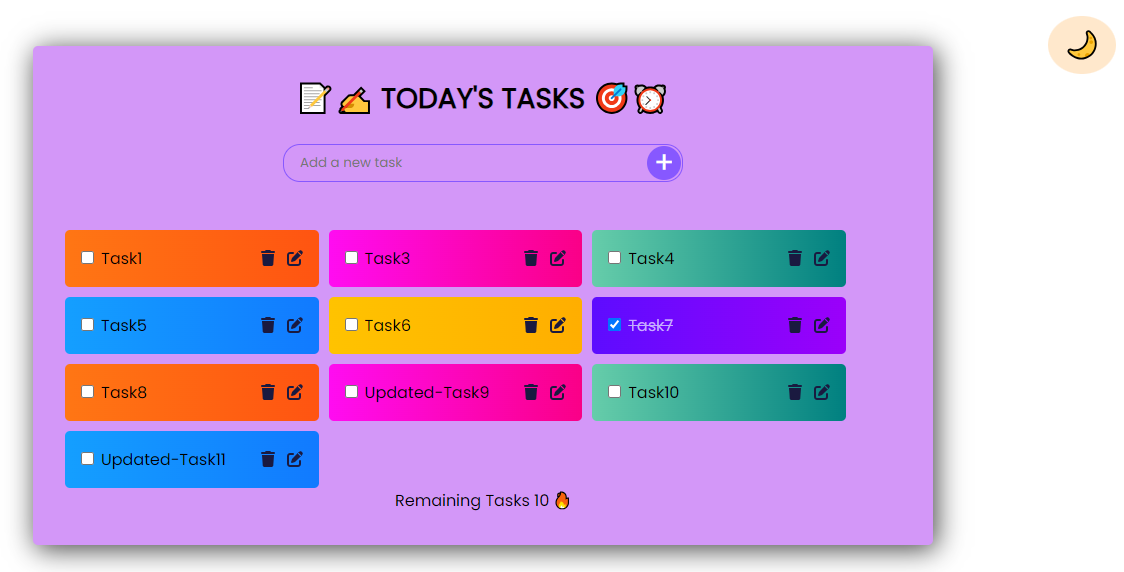 📝✍️ TODAY'S TASKS 🎯⏰
Add a new task
Task1
Task3
Task4
Task5
Task6
Task7
Task8
Updated-Task9
Task10
Updated-Task11
Remaining Tasks 10 🔥